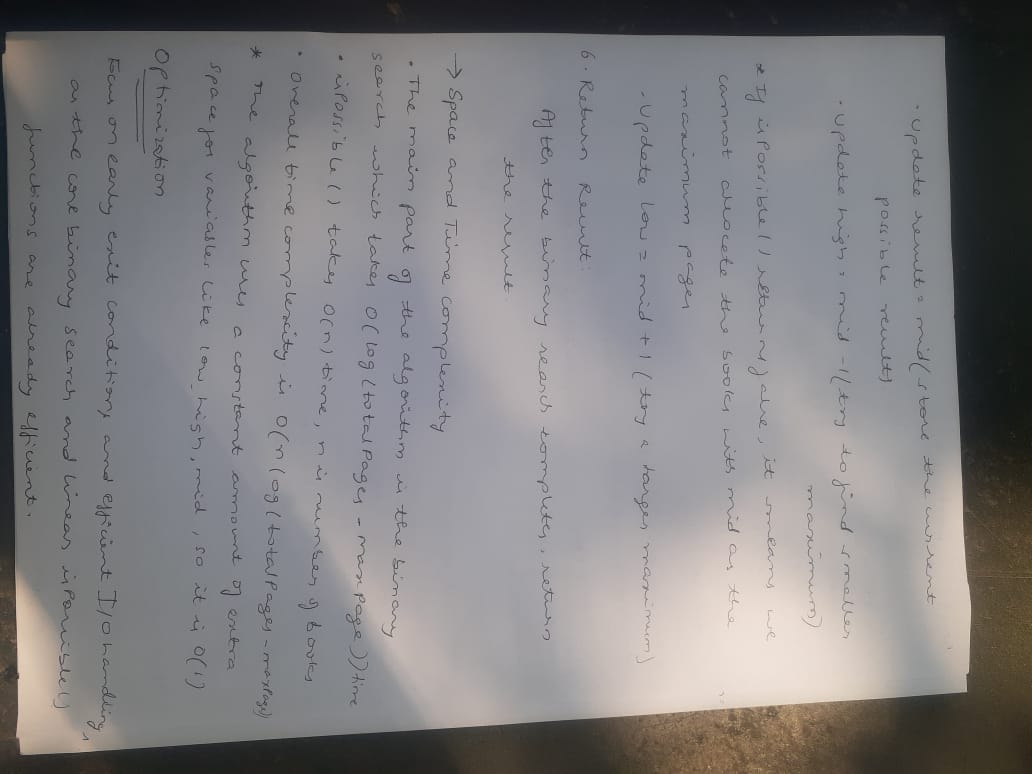 · Update result = mid (store the current
possible result)
· Update high = mid - 1 (try to find smaller
maximum)
* If isPossible() returns false, it means we
cannot allocate the books with mid as the
maximum pages
· Update low = mid + 1 (try a larger maximum)
6. Return Result:
After the binary search completes, return
the result.
→ Space and Time complexity
· The main part of the algorithm is the binary
search which takes O(log(totalpages - maxpage)) time
· isPossible() takes O(n) time, n is number of books
· Overall time complexity is O(n(log(totalPages - maxPage))
* The algorithm uses a constant amount of extra
space for variables like low, high, mid, so it is O(1)
Optimization
Focus on early exit conditions, and efficient I/O handling,
as the core binary search and linear isPossible()
functions are already efficient.